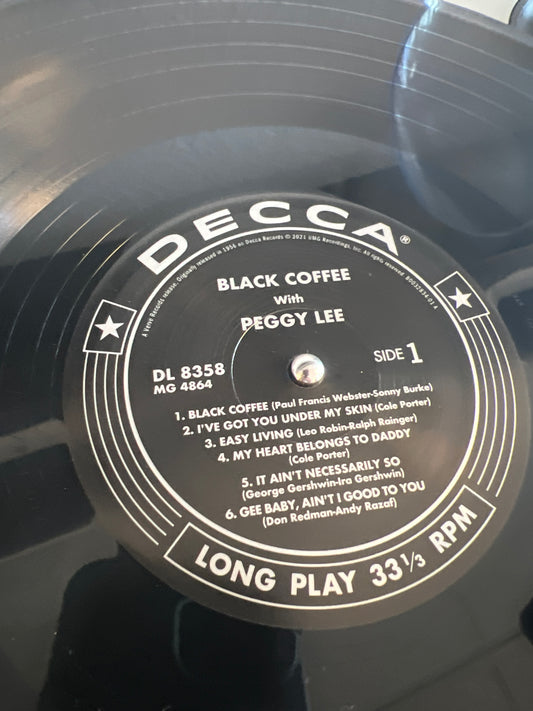 DECCA®
A Verve Records release. Originally released in 1956 on Decca Records © 2021 UMG Recordings, Inc. All rights reserved.
BLACK COFFEE
With
PEGGY LEE
DL 8358
MG 4864
SIDE 1
1. BLACK COFFEE (Paul Francis Webster-Sonny Burke)
2. I'VE GOT YOU UNDER MY SKIN (Cole Porter)
3. EASY LIVING (Leo Robin-Ralph Rainger)
4. MY HEART BELONGS TO DADDY
(Cole Porter)
5. IT AIN'T NECESSARILY SO
(George Gershwin-Ira Gershwin)
6. GEE BABY, AIN'T I GOOD TO YOU
(Don Redman-Andy Razaf)
LONG PLAY 33 1/3 RPM